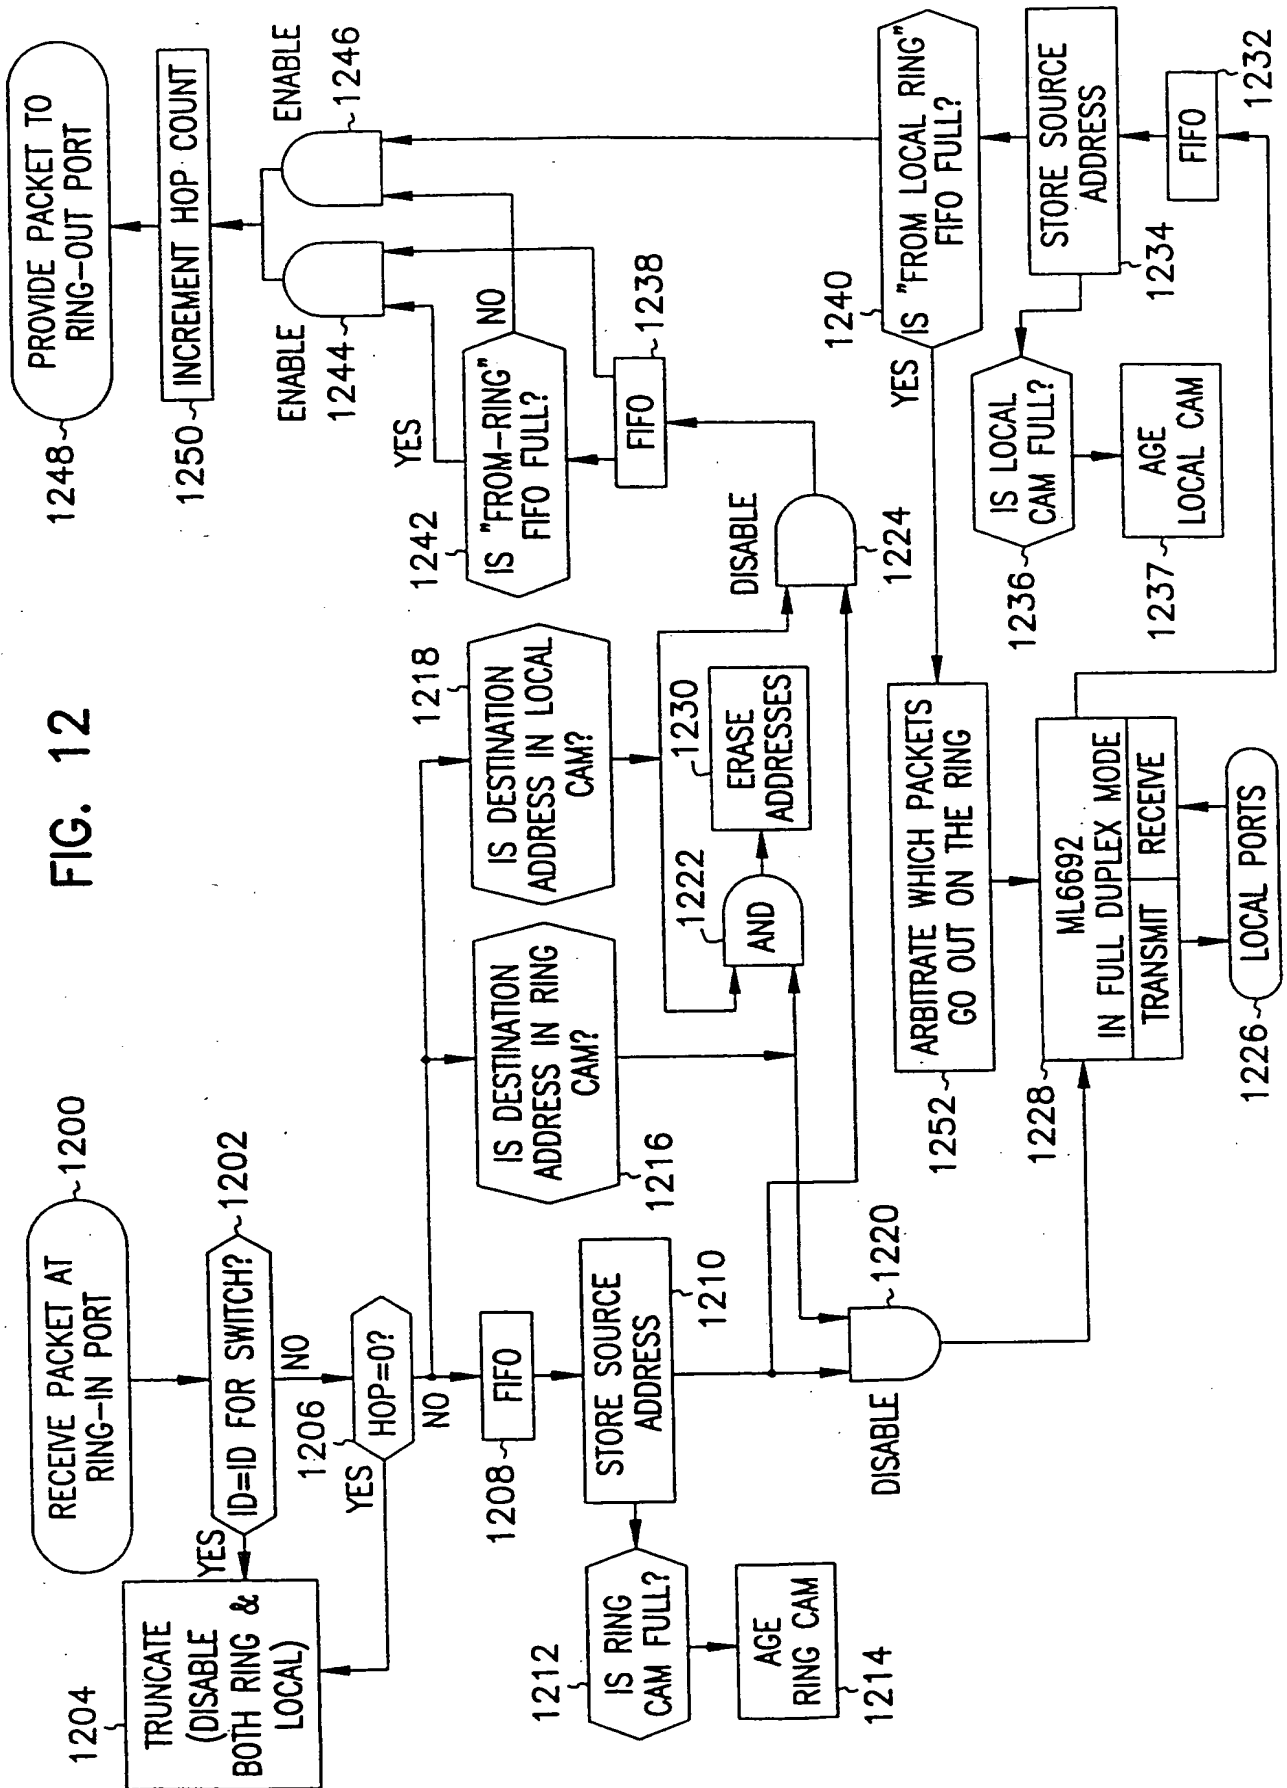 FIG. 12
RECEIVE PACKET AT
RING-IN PORT
1200
ID=ID FOR SWITCH?
1202
YES
NO
1204
TRUNCATE
(DISABLE
BOTH RING &
LOCAL)
1206
HOP=0?
YES
NO
1208
FIFO
STORE SOURCE
ADDRESS
1210
1212
IS RING
CAM FULL?
AGE
RING CAM
1214
IS DESTINATION
ADDRESS IN RING
CAM?
1216
IS DESTINATION
ADDRESS IN LOCAL
CAM?
1218
DISABLE
1220
1222
AND
1230
ERASE
ADDRESSES
DISABLE
1224
ARBITRATE WHICH PACKETS
GO OUT ON THE RING
1252
1228
ML6692
IN FULL DUPLEX MODE
TRANSMIT
RECEIVE
1226
LOCAL PORTS
1248
PROVIDE PACKET TO
RING-OUT PORT
1250
INCREMENT HOP COUNT
ENABLE
1244
ENABLE
1246
YES
NO
1242
IS "FROM-RING"
FIFO FULL?
FIFO
1238
1240
IS "FROM LOCAL RING"
FIFO FULL?
YES
STORE SOURCE
ADDRESS
1234
FIFO
1232
1236
IS LOCAL
CAM FULL?
1237
AGE
LOCAL CAM